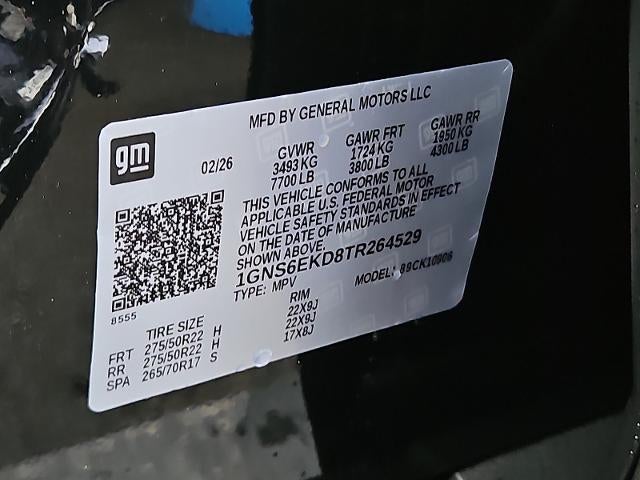 MFD BY GENERAL MOTORS LLC
gm
02/26
GVWR GAWR FRT GAWR RR
3493 KG 1724 KG 1950 KG
7700 LB 3800 LB 4300 LB
THIS VEHICLE CONFORMS TO ALL
APPLICABLE U.S. FEDERAL MOTOR
VEHICLE SAFETY STANDARDS IN EFFECT
ON THE DATE OF MANUFACTURE
SHOWN ABOVE.
1GNS6EKD8TR264529
TYPE: MPV MODEL: 89CK10906
8555
TIRE SIZE RIM
FRT 275/50R22 H 22X9J
RR 275/50R22 H 22X9J
SPA 265/70R17 S 17X8J